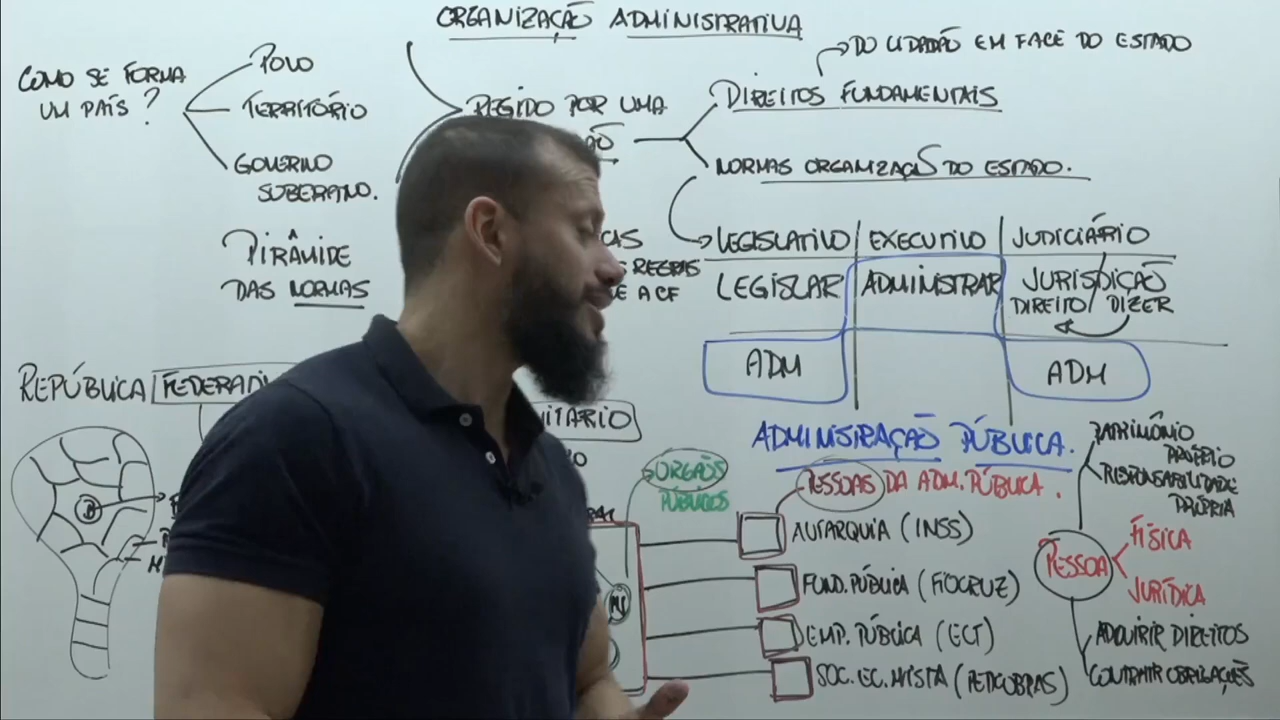 ORGANIZAÇÃO ADMINISTRATIVA
COMO SE FORMA
UM PAÍS?
POVO
TERRITÓRIO
GOVERNO
SOBERANO.
REGIDO POR UMA
DIREITOS FUNDAMENTAIS
DO CIDADÃO EM FACE DO ESTADO
NORMAS ORGANIZAÇÃO DO ESTADO.
PIRÂMIDE
DAS NORMAS
REGRAS
E A CF
LEGISLATIVO EXECUTIVO JUDICIÁRIO
LEGISLAR ADMINISTRAR JURISDIÇÃO
DIREITO DIZER
ADM ADM
REPÚBLICA
B
ADMINISTRAÇÃO PÚBLICA.
ÓRGÃOS
PÚBLICOS
PESSOAS DA ADM. PÚBLICA.
AUTARQUIA (INSS)
FUND. PÚBLICA (FIOCRUZ)
EMP. PÚBLICA (ECT)
SOC. EC. MISTA (PETROBRAS)
PATRIMÔNIO
PRÓPRIO
RESPONSABILIDADE
PRÓPRIA
PESSOA
FÍSICA
JURÍDICA
ADQUIRIR DIREITOS
CONTRAIR OBRIGAÇÕES